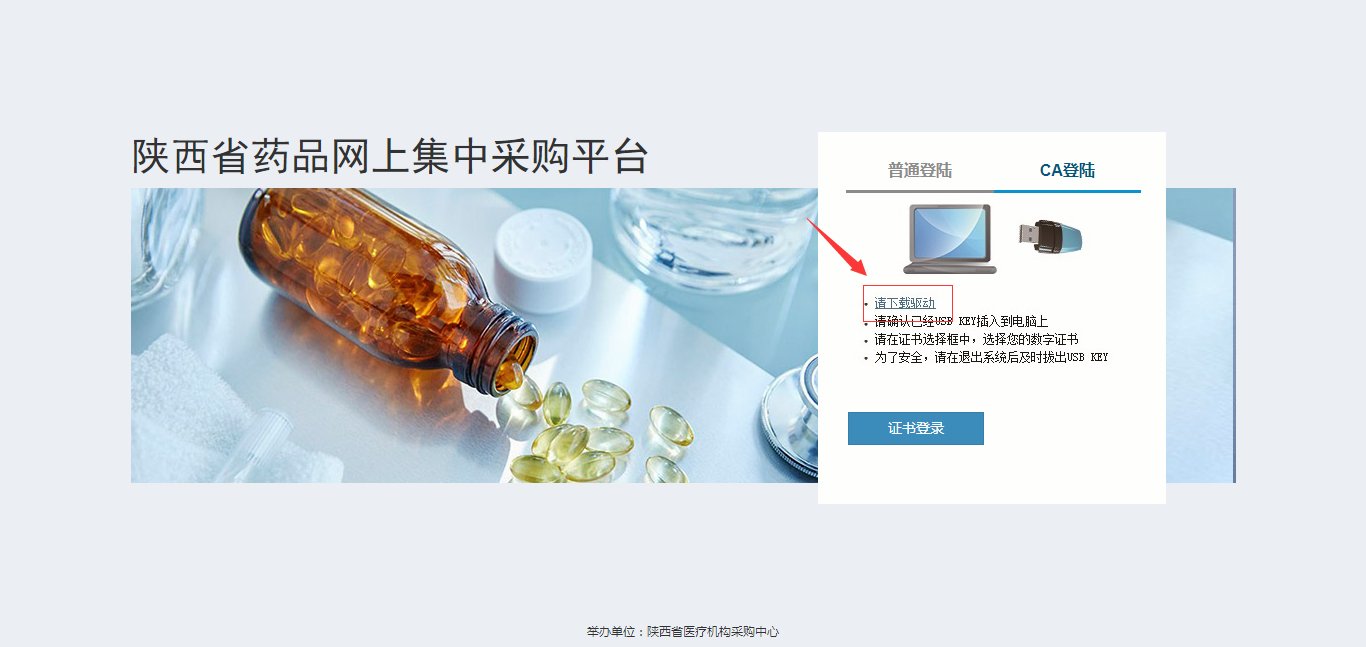 陕西省药品网上集中采购平台
普通登陆
CA登陆
请下载驱动
请确认已经USB KEY插入到电脑上
请在证书选择框中，选择您的数字证书
为了安全，请在退出系统后及时拔出USB KEY
证书登录
举办单位：陕西省医疗机构采购中心